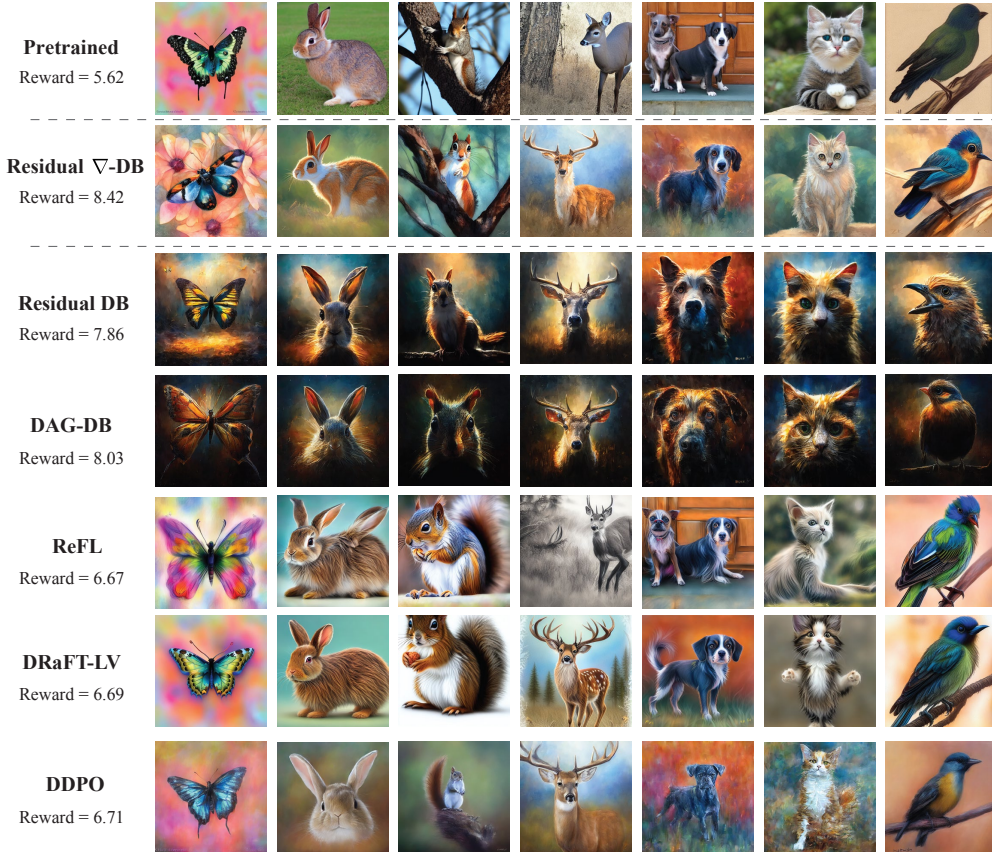 Pretrained
Reward = 5.62
Residual ∇-DB
Reward = 8.42
Residual DB
Reward = 7.86
DAG-DB
Reward = 8.03
ReFL
Reward = 6.67
DRaFT-LV
Reward = 6.69
DDPO
Reward = 6.71